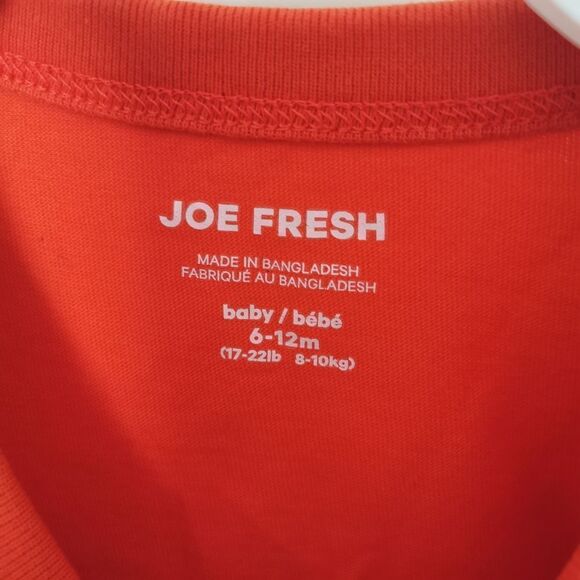 JOE FRESH
MADE IN BANGLADESH
FABRIQUÉ AU BANGLADESH
baby / bébé
6-12m
(17-22lb 8-10kg)